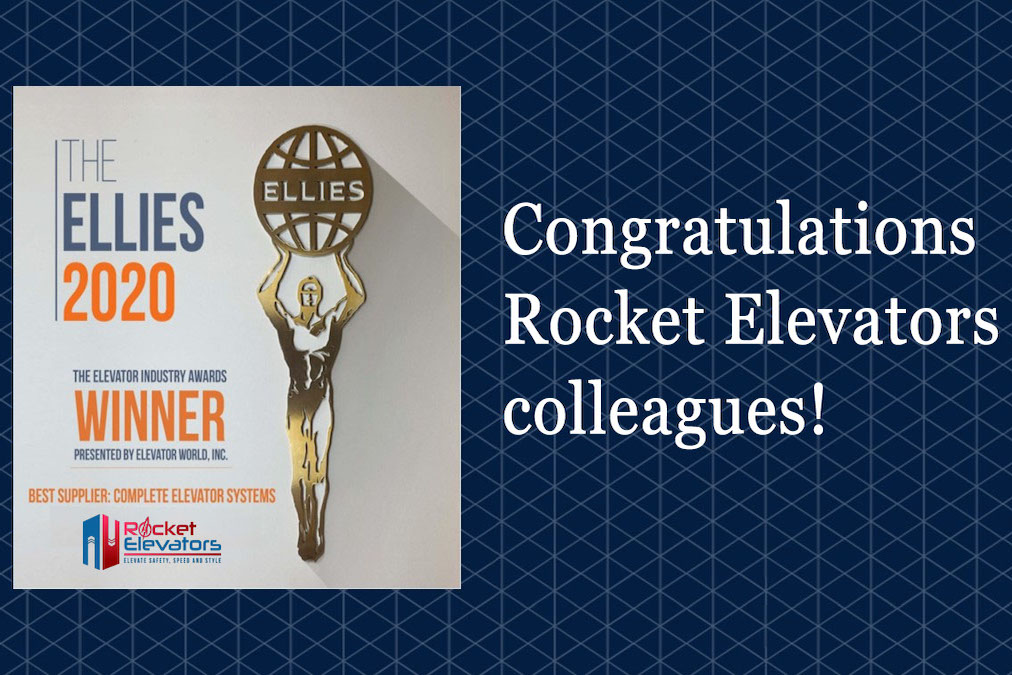 THE
ELLIES
2020
ELLIES
THE ELEVATOR INDUSTRY AWARDS
WINNER
PRESENTED BY ELEVATOR WORLD, INC.
BEST SUPPLIER: COMPLETE ELEVATOR SYSTEMS
Rocket
Elevators
ELEVATE SAFETY, SPEED AND STYLE
Congratulations
Rocket Elevators
colleagues!